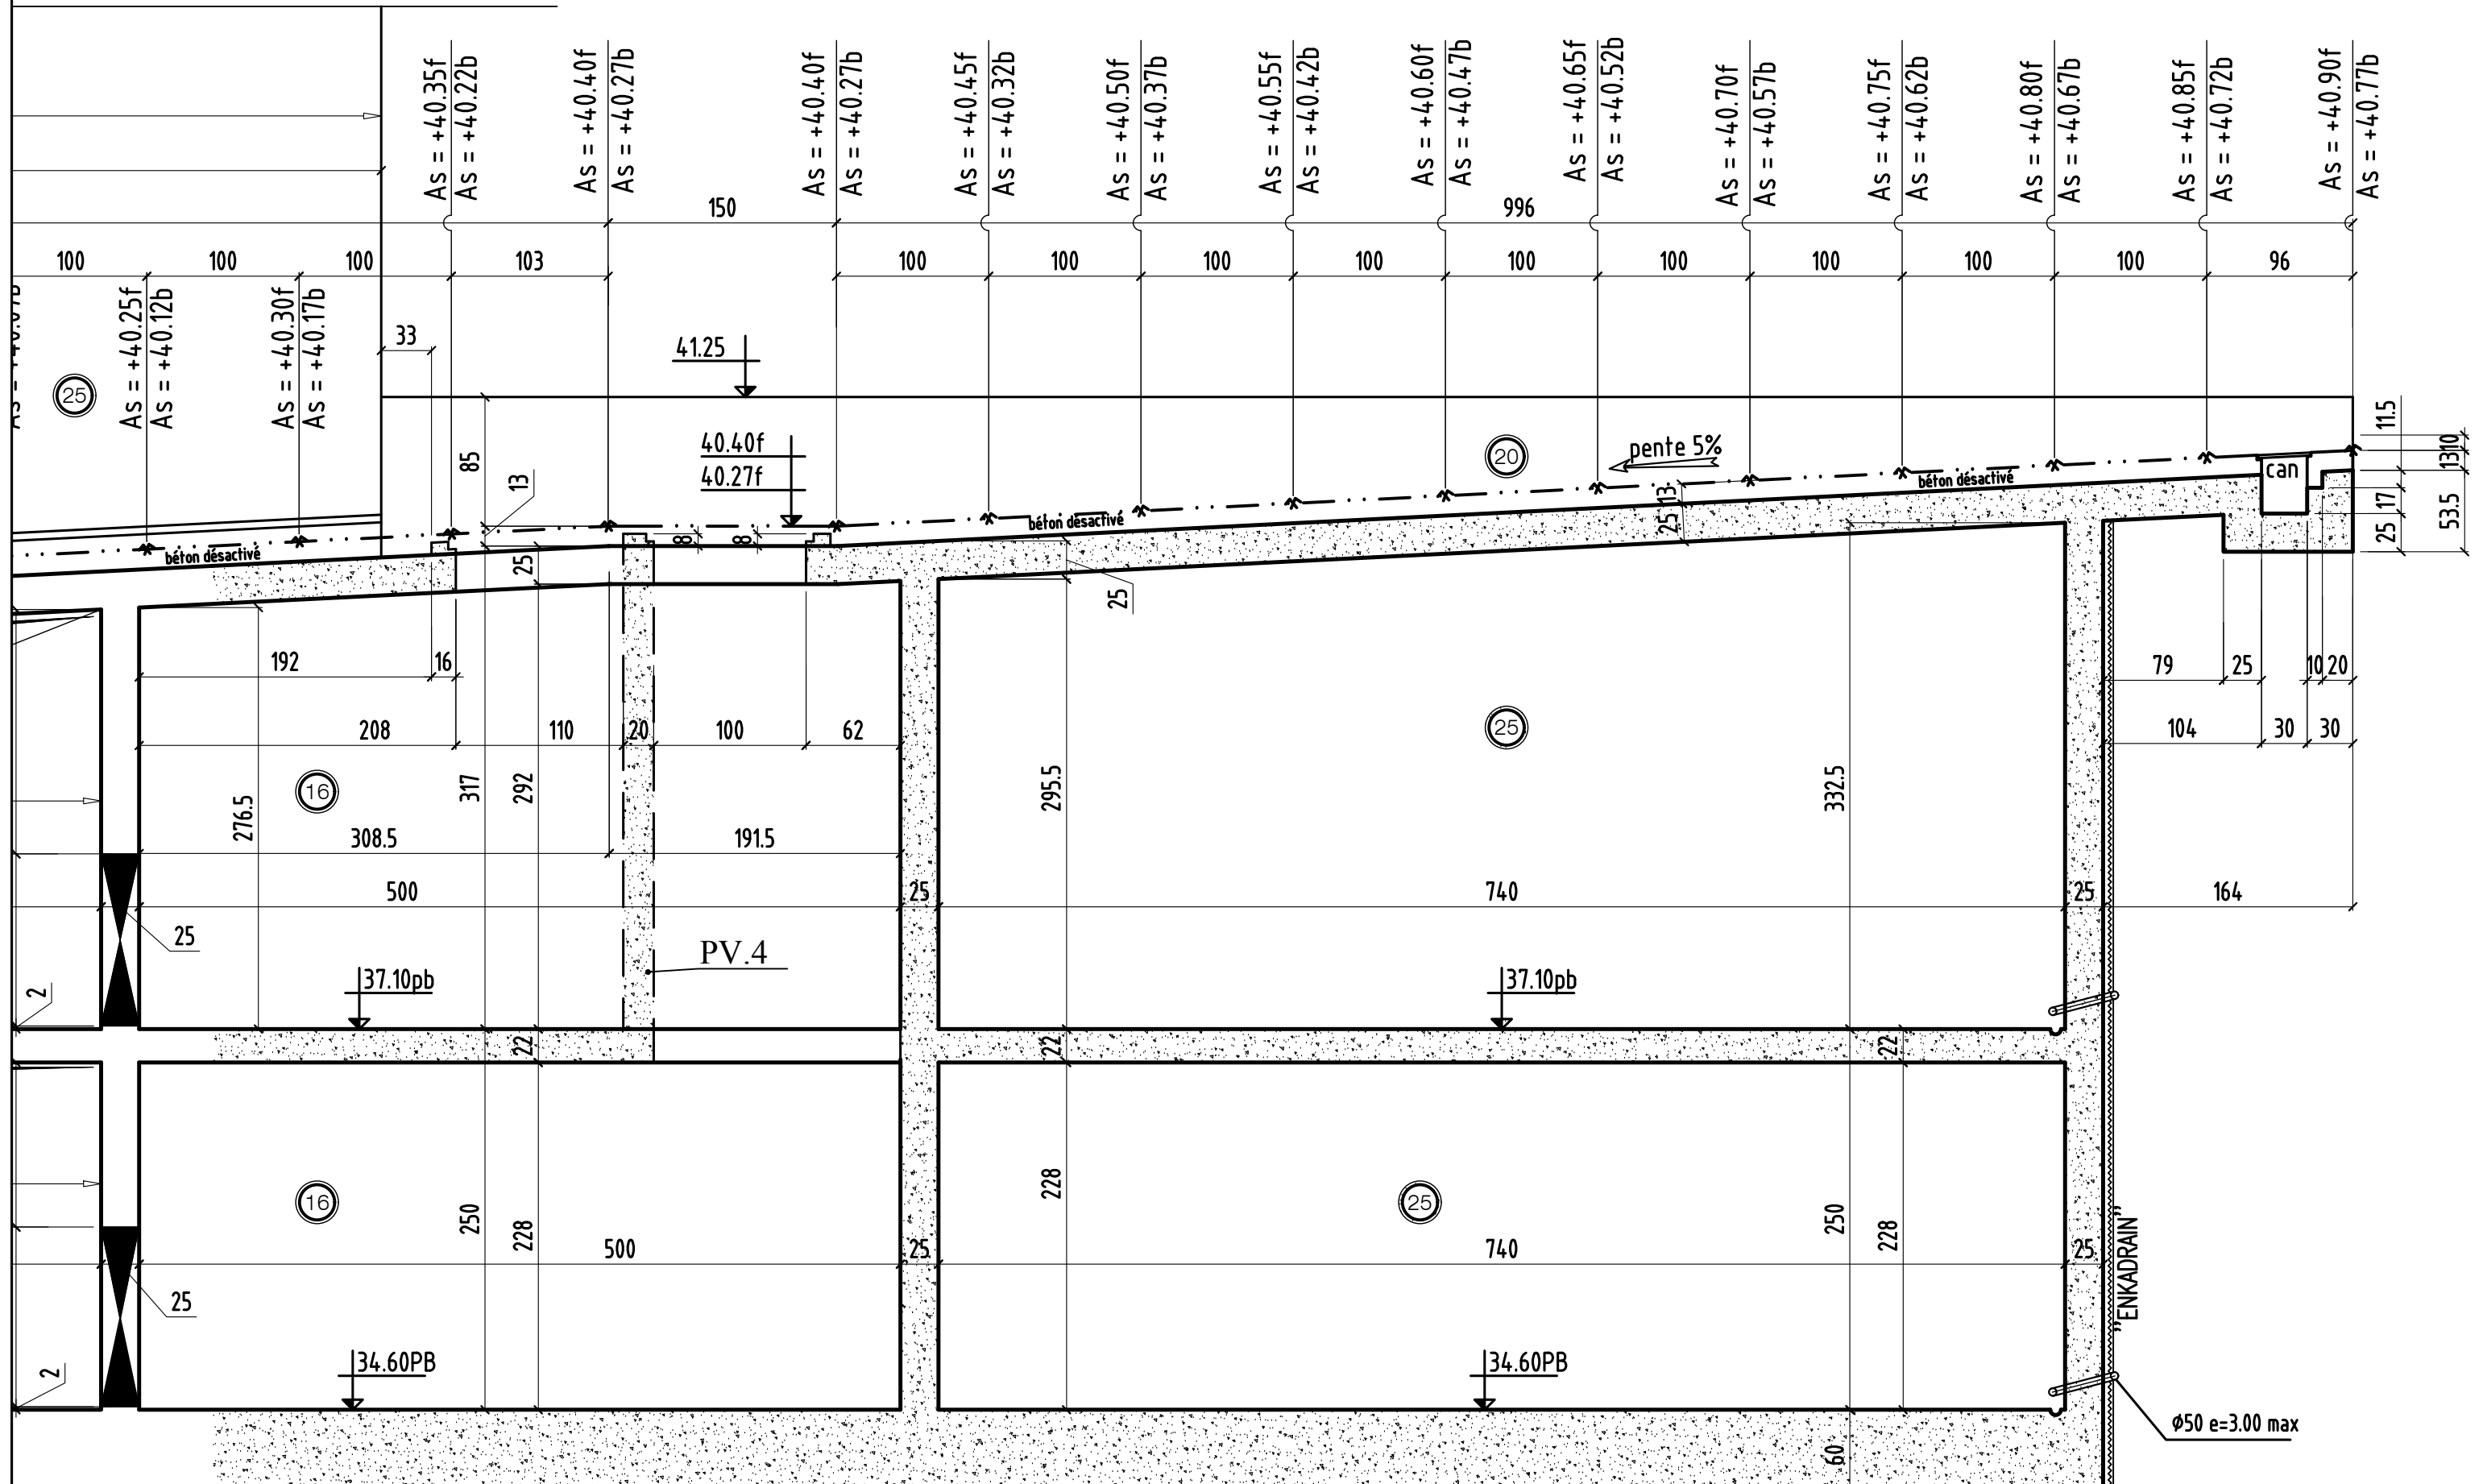 As = +40.35f
As = +40.22b
As = +40.40f
As = +40.27b
As = +40.40f
As = +40.27b
As = +40.45f
As = +40.32b
As = +40.50f
As = +40.37b
As = +40.55f
As = +40.42b
As = +40.60f
As = +40.47b
As = +40.65f
As = +40.52b
As = +40.70f
As = +40.57b
As = +40.75f
As = +40.62b
As = +40.80f
As = +40.67b
As = +40.85f
As = +40.72b
As = +40.90f
As = +40.77b
150
996
100
100
100
103
100
100
100
100
100
100
100
100
100
96
As = +40.25f
As = +40.12b
As = +40.30f
As = +40.17b
33
41.25
25
11.5
40.40f
40.27f
85
13
20
pente 5%
can
10
13
béton désactivé
13
25
17
53.5
25
béton désactivé
béton désactivé
8
8
25
25
192
16
79
25
10
20
208
110
20
100
62
25
104
30
30
16
276.5
317
292
295.5
332.5
308.5
191.5
500
25
740
25
164
25
PV.4
37.10pb
37.10pb
2
22
22
22
16
25
250
228
228
250
228
500
25
740
25
"ENKADRAIN"
25
34.60PB
34.60PB
2
ø50 e=3.00 max
60